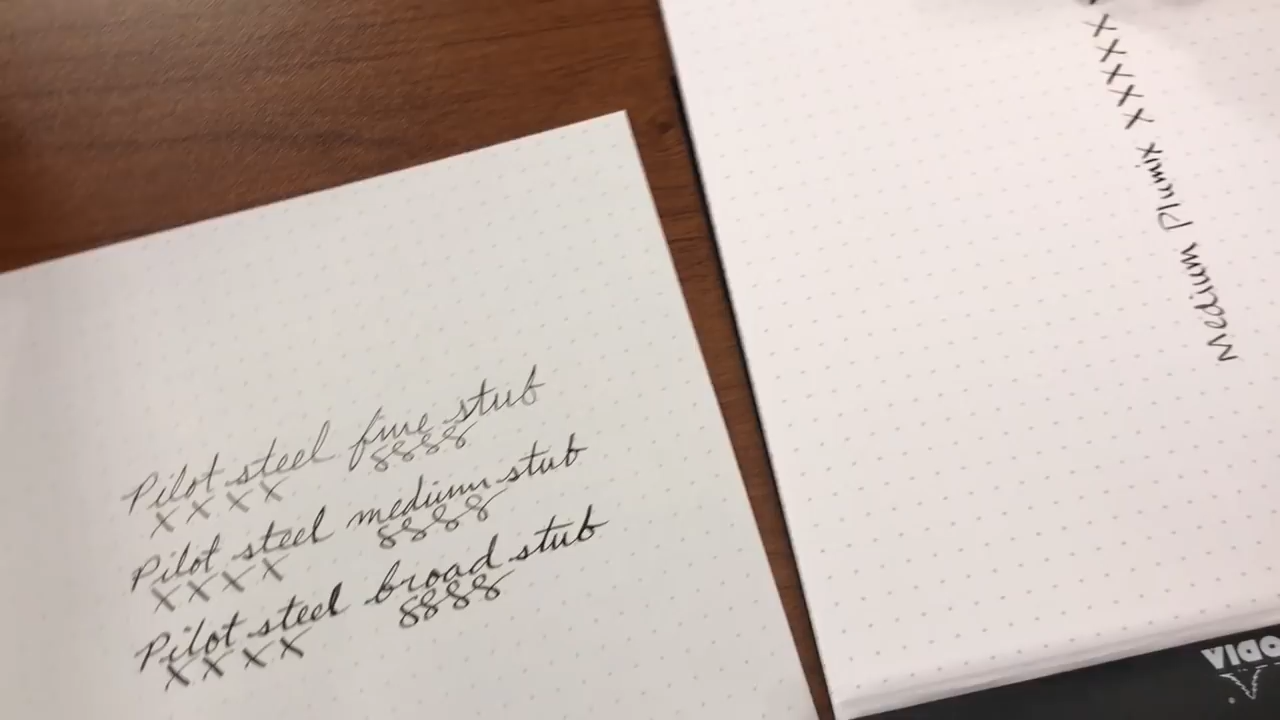 Pilot steel fine stub
xxxx 8888
Pilot steel medium stub
xxxx 8888
Pilot steel broad stub
xxxx 8888
Medium Plumix xxxxx